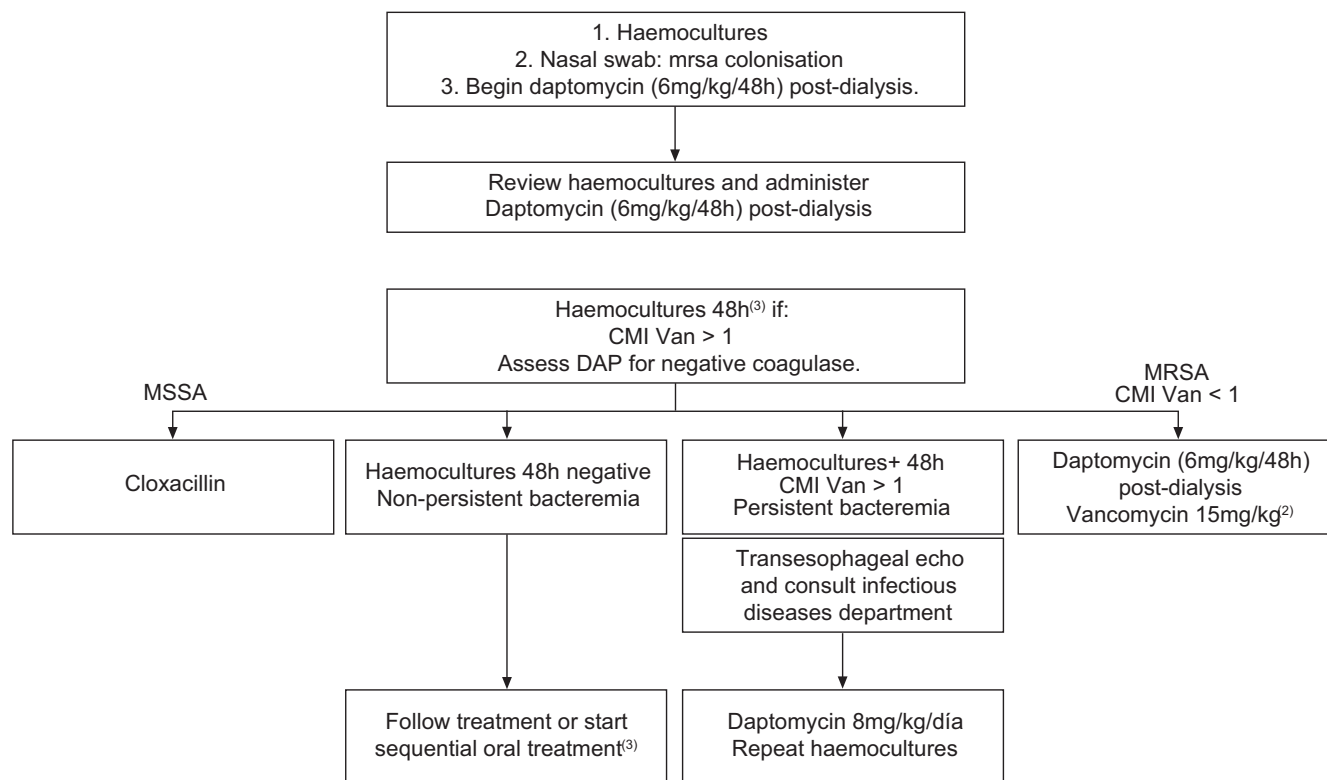 1. Haemocultures
2. Nasal swab: mrsa colonisation
3. Begin daptomycin (6mg/kg/48h) post-dialysis.
Review haemocultures and administer
Daptomycin (6mg/kg/48h) post-dialysis
Haemocultures 48h(3) if:
CMI Van > 1
Assess DAP for negative coagulase.
MSSA
MRSA
CMI Van < 1
Cloxacillin
Haemocultures 48h negative
Non-persistent bacteremia
Haemocultures+ 48h
CMI Van > 1
Persistent bacteremia
Daptomycin (6mg/kg/48h)
post-dialysis
Vancomycin 15mg/kg(2)
Transesophageal echo
and consult infectious
diseases department
Follow treatment or start
sequential oral treatment(3)
Daptomycin 8mg/kg/día
Repeat haemocultures